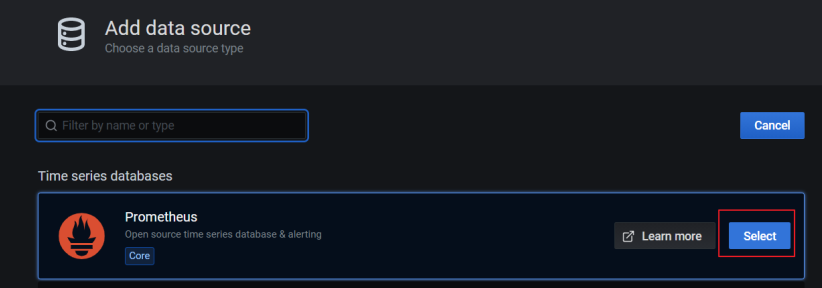 Add data source
Choose a data source type
Filter by name or type
Cancel
Time series databases
Prometheus
Open source time series database & alerting
Core
Learn more
Select